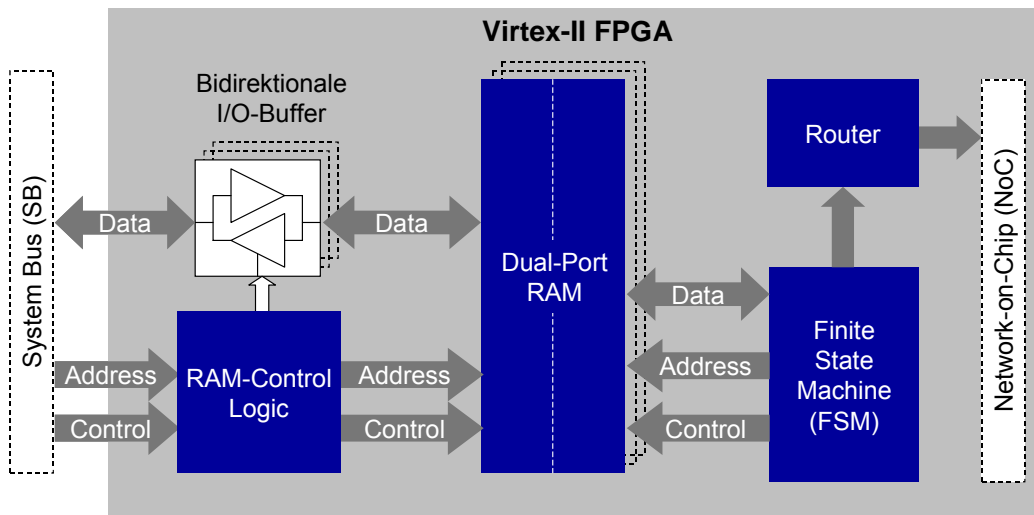 Virtex-II FPGA
System Bus (SB)
Bidirektionale
I/O-Buffer
Data
Data
Address
Control
RAM-Control
Logic
Address
Control
Dual-Port
RAM
Data
Address
Control
Router
Finite
State
Machine
(FSM)
Network-on-Chip (NoC)